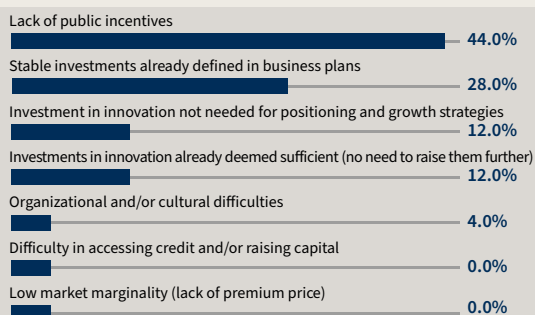 Lack of public incentives
44.0%
Stable investments already defined in business plans
28.0%
Investment in innovation not needed for positioning and growth strategies
12.0%
Investments in innovation already deemed sufficient (no need to raise them further)
12.0%
Organizational and/or cultural difficulties
4.0%
Difficulty in accessing credit and/or raising capital
0.0%
Low market marginality (lack of premium price)
0.0%